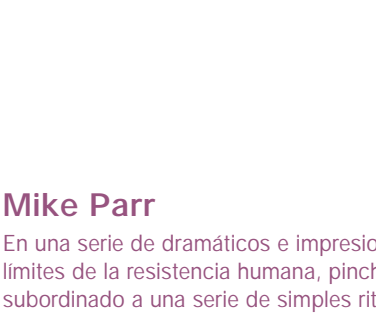 Mike Parr
En una serie de dramáticos e impresio
límites de la resistencia humana, pinch
subordinado a una serie de simples rit